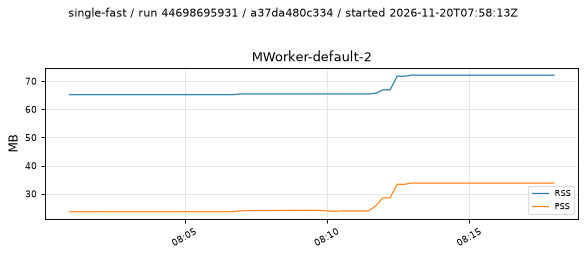 single-fast / run 44698695931 / a37da480c334 / started 2026-11-20T07:58:13Z
MWorker-default-2
MB
70
60
50
40
30
RSS
PSS
08:05
08:10
08:15